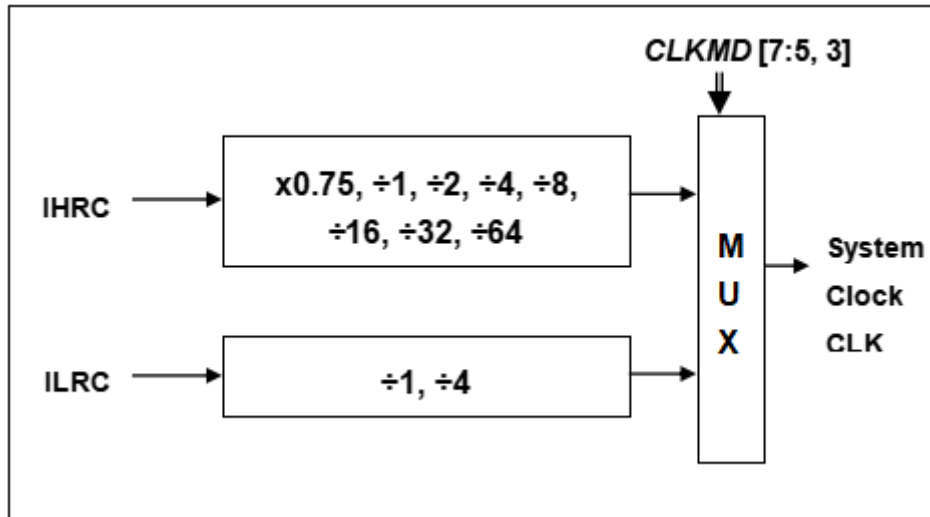 CLKMD [7:5, 3]
IHRC
x0.75, ÷1, ÷2, ÷4, ÷8,
÷16, ÷32, ÷64
ILRC
÷1, ÷4
M
U
X
System
Clock
CLK